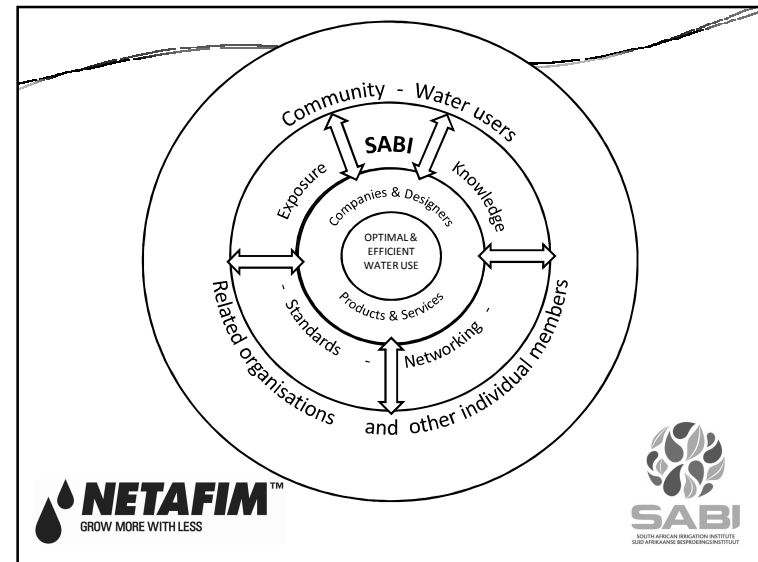 Community - Water users
SABI
Exposure
Knowledge
Companies & Designers
OPTIMAL &
EFFICIENT
WATER USE
Products & Services
- Standards - Networking -
Related organisations and other individual members
NETAFIM™
GROW MORE WITH LESS
SABI
SOUTH AFRICAN IRRIGATION INSTITUTE
SUID AFRIKAANSE BESPROEIINGSINSTITUUT